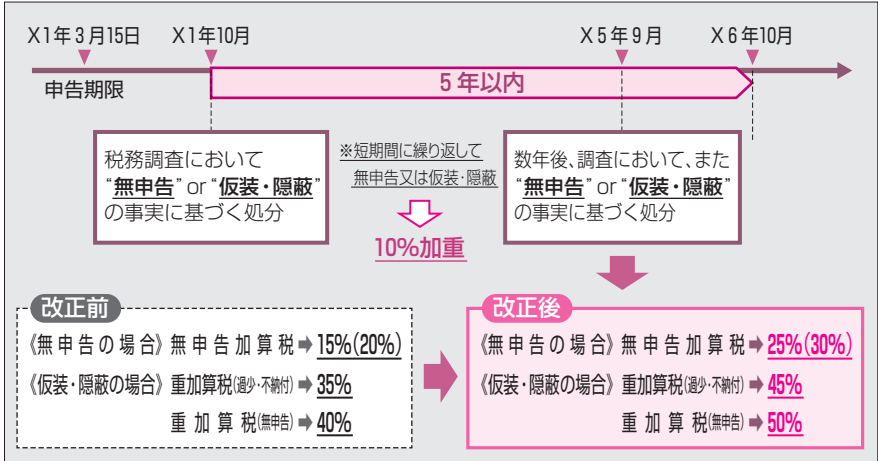 X1年3月15日
X1年10月
X5年9月
X6年10月
申告期限
5年以内
税務調査において
“無申告” or “仮装・隠蔽”
の事実に基づく処分
※短期間に繰り返して
無申告又は仮装・隠蔽
10%加重
数年後、調査において、また
“無申告” or “仮装・隠蔽”
の事実に基づく処分
改正前
《無申告の場合》無申告加算税➡15%(20%)
《仮装・隠蔽の場合》重加算税(過少・不納付)➡35%
重加算税(無申告)➡40%
改正後
《無申告の場合》無申告加算税➡25%(30%)
《仮装・隠蔽の場合》重加算税(過少・不納付)➡45%
重加算税(無申告)➡50%